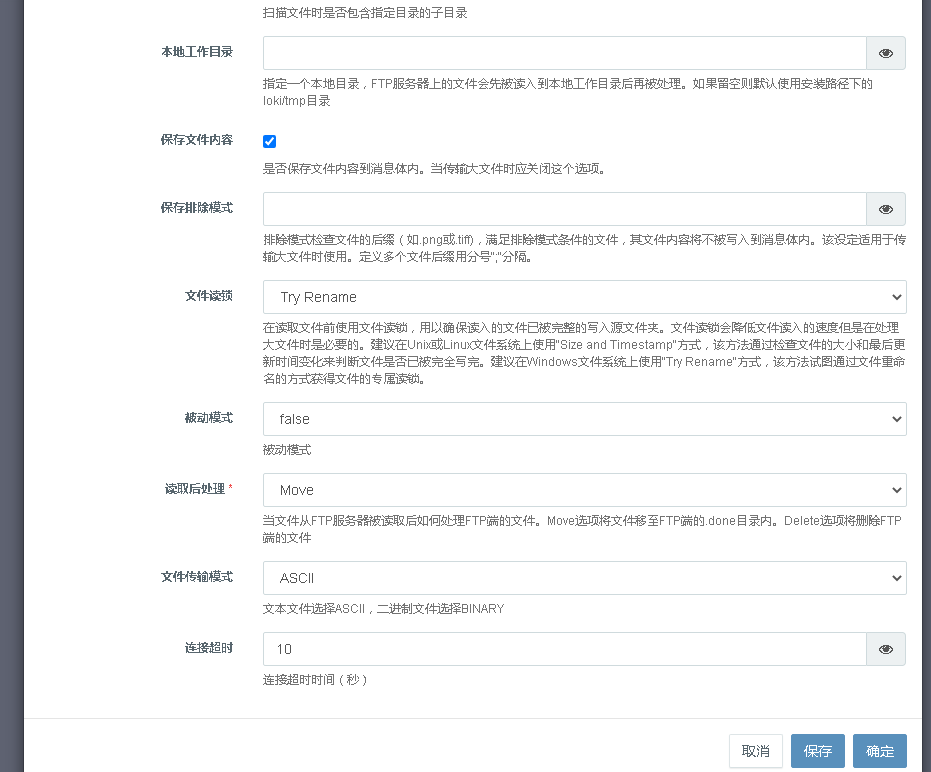 扫描文件时是否包含指定目录的子目录
本地工作目录
指定一个本地目录，FTP服务器上的文件会先被读入到本地工作目录后再被处理。如果留空则默认使用安装路径下的
loki/tmp目录
保存文件内容
是否保存文件内容到消息体内。当传输大文件时应关闭这个选项。
保存排除模式
排除模式检查文件的后缀（如.png或.tiff)，满足排除模式条件的文件，其文件内容将不被写入到消息体内。该设定适用于传
输大文件时使用。定义多个文件后缀用分号";"分隔。
文件读锁
Try Rename
在读取文件前使用文件读锁，用以确保读入的文件已被完整的写入源文件夹。文件读锁会降低文件读入的速度但是在处理
大文件时是必要的。建议在Unix或Linux文件系统上使用"Size and Timestamp"方式，该方法通过检查文件的大小和最后更
新时间变化来判断文件是否已被完全写完。建议在Windows文件系统上使用"Try Rename"方式，该方法试图通过文件重命
名的方式获得文件的专属读锁。
被动模式
false
被动模式
读取后处理 *
Move
当文件从FTP服务器被读取后如何处理FTP端的文件。Move选项将文件移至FTP端的.done目录内。Delete选项将删除FTP
端的文件
文件传输模式
ASCII
文本文件选择ASCII，二进制文件选择BINARY
连接超时
10
连接超时时间（秒）
取消
保存
确定